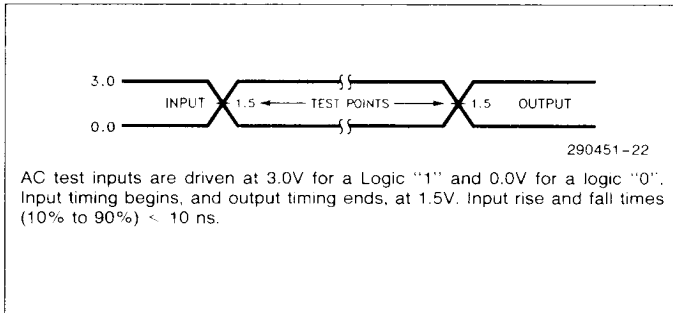 3.0
INPUT 1.5 TEST POINTS 1.5 OUTPUT
0.0
290451-22
AC test inputs are driven at 3.0V for a Logic "1" and 0.0V for a logic "0".
Input timing begins, and output timing ends, at 1.5V. Input rise and fall times
(10% to 90%) < 10 ns.